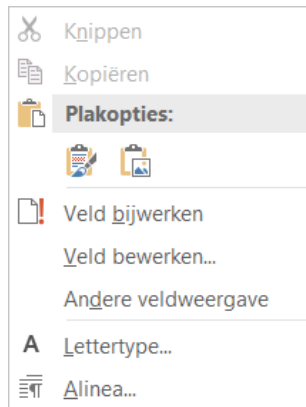 Knippen
Kopiëren
Plakopties:
Veld bijwerken
Veld bewerken...
Andere veldweergave
Lettertype...
Alinea...